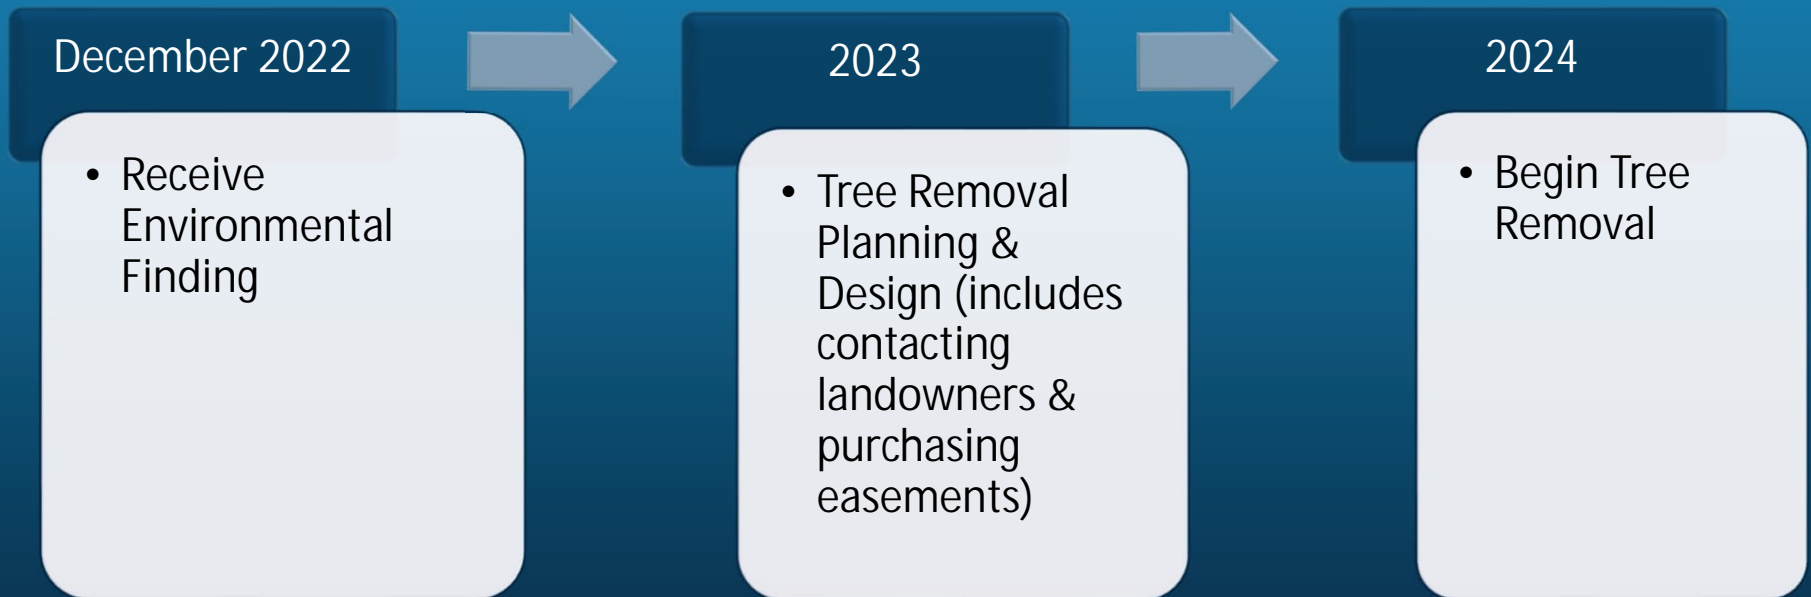 December 2022
• Receive
Environmental
Finding
2023
• Tree Removal
Planning &
Design (includes
contacting
landowners &
purchasing
easements)
2024
• Begin Tree
Removal